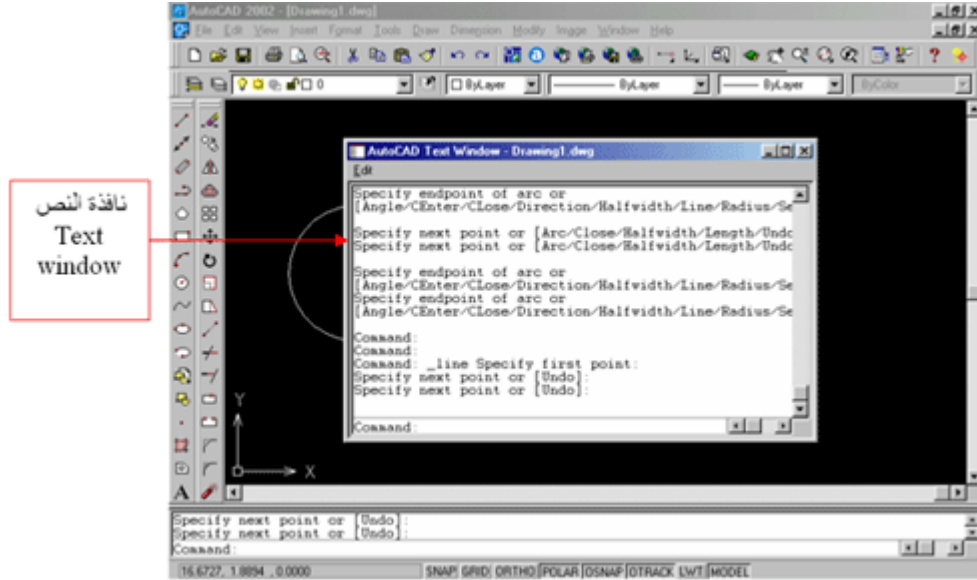 AutoCAD 2002 - [Drawing1.dwg]
File Edit View Insert Format Tools Draw Dimension Modify Image Window Help
0 ByLayer ByLayer ByLayer ByColor
نافذة النص
Text
window
AutoCAD Text Window - Drawing1.dwg
Edit
Specify endpoint of arc or
[Angle/CEnter/CLose/Direction/Halfwidth/Line/Radius/Se
Specify next point or [Arc/Close/Halfwidth/Length/Undo
Specify next point or [Arc/Close/Halfwidth/Length/Undo
Specify endpoint of arc or
[Angle/CEnter/CLose/Direction/Halfwidth/Line/Radius/Se
Specify endpoint of arc or
[Angle/CEnter/CLose/Direction/Halfwidth/Line/Radius/Se
Command:
Command:
Command: _line Specify first point:
Specify next point or [Undo]:
Specify next point or [Undo]:
Command:
Y
X
A
Specify next point or [Undo]:
Specify next point or [Undo]:
Command:
16.6727, 1.8894 , 0.0000 SNAP GRID ORTHO POLAR OSNAP OTRACK LWT MODEL